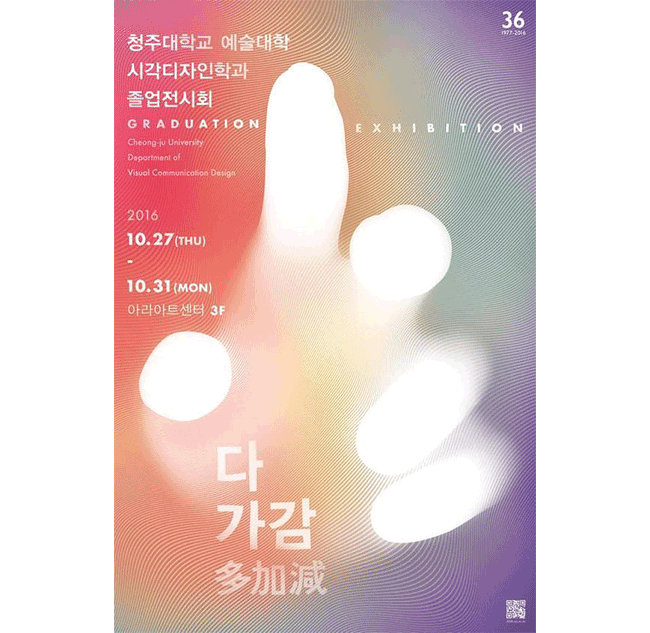 청주대학교 예술대학
시각디자인학과
졸업전시회
GRADUATION EXHIBITION
Cheong-ju University
Department of
Visual Communication Design
36
1977-2016
2016
10.27(THU)
-
10.31(MON)
아라아트센터 3F
다
가감
多加減